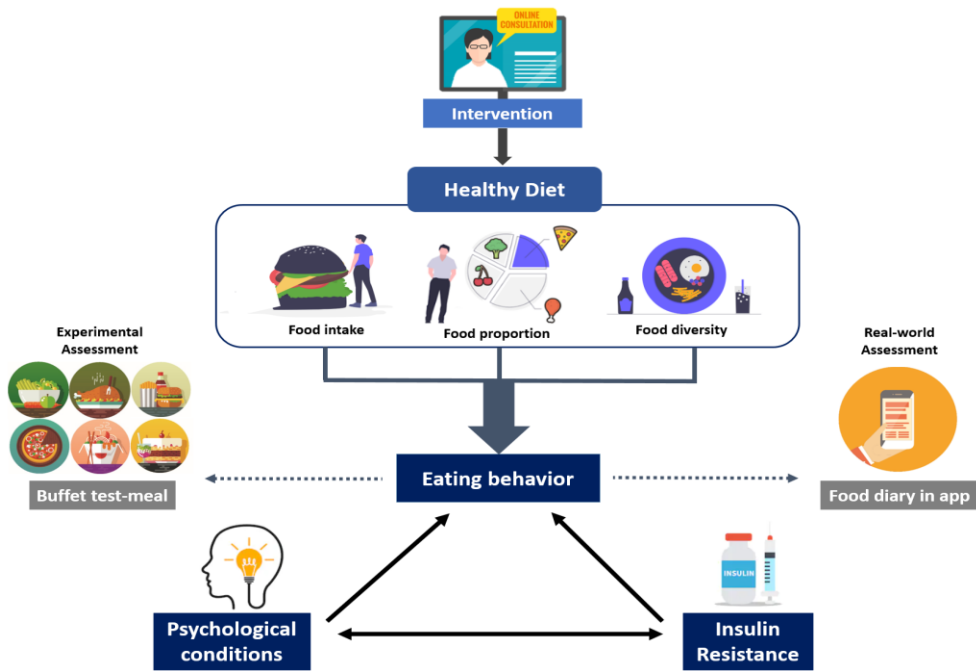 ONLINE
CONSULTATION
Intervention
Healthy Diet
Food intake
Food proportion
Food diversity
Experimental
Assessment
Real-world
Assessment
Buffet test-meal
Eating behavior
Food diary in app
INSULIN
Psychological
conditions
Insulin
Resistance